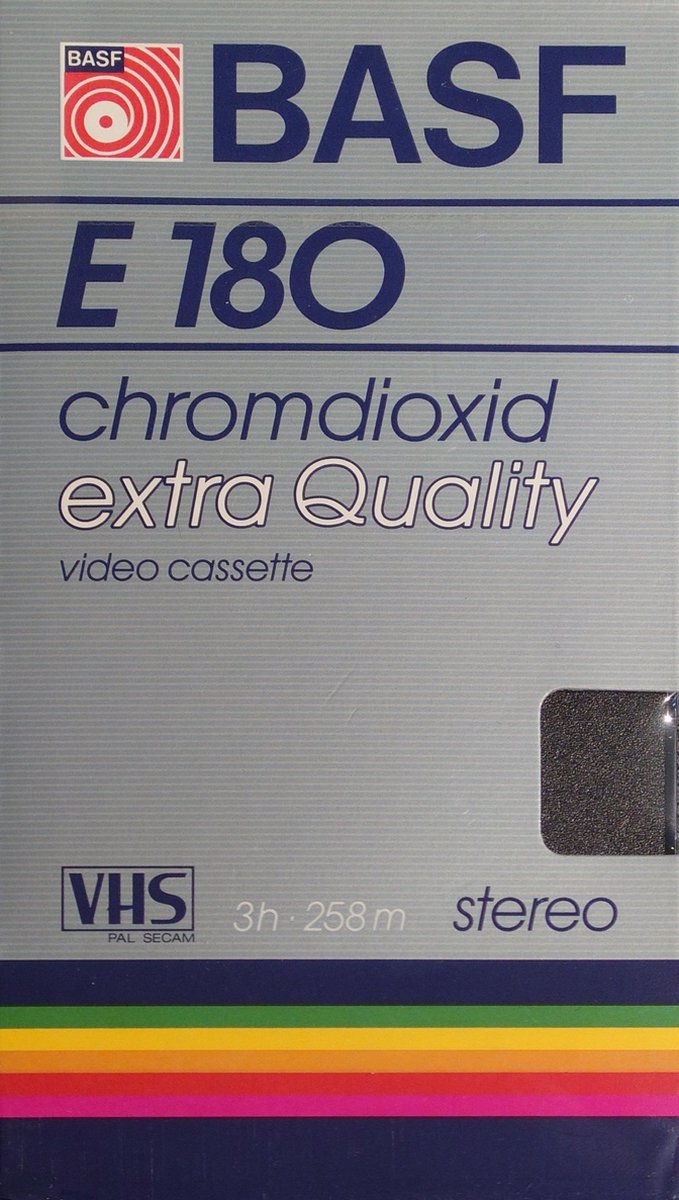 BASF
BASF
E 180
chromdioxid
extra Quality
video cassette
VHS
PAL SECAM
3h · 258 m
stereo